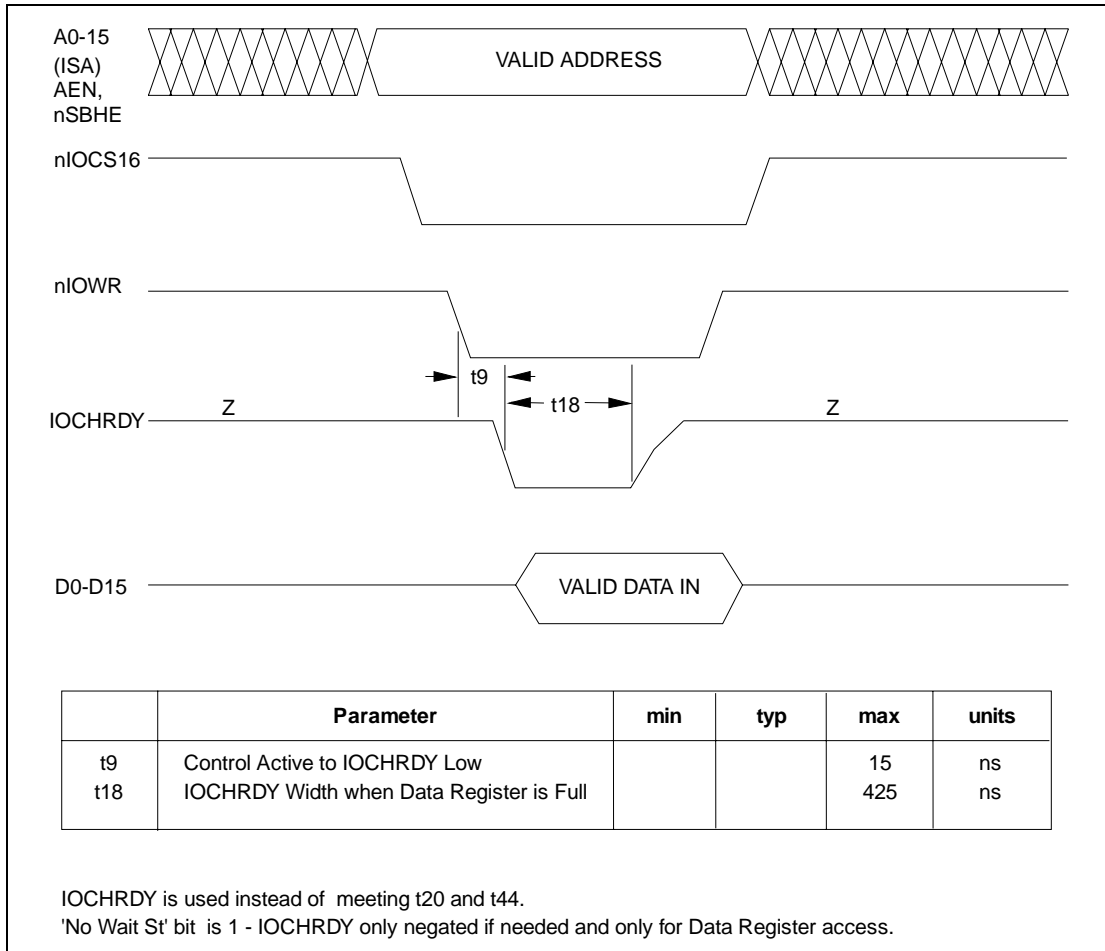 A0-15
(ISA)
AEN,
nSBHE
VALID ADDRESS
nIOCS16
nIOWR
t9
t18
IOCHRDY
Z
Z
D0-D15
VALID DATA IN
Parameter min typ max units
t9 Control Active to IOCHRDY Low 15 ns
t18 IOCHRDY Width when Data Register is Full 425 ns
IOCHRDY is used instead of meeting t20 and t44.
'No Wait St' bit is 1 - IOCHRDY only negated if needed and only for Data Register access.